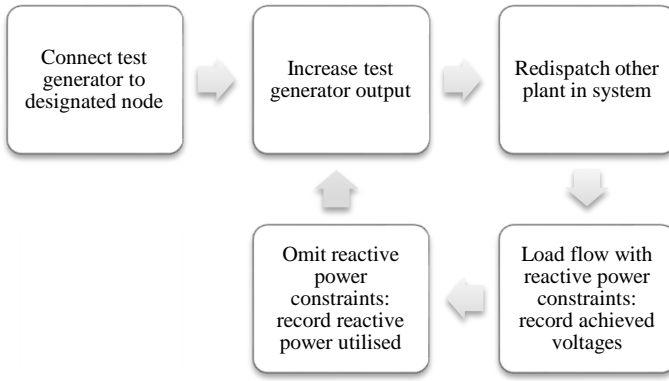 Connect test
generator to
designated node
Increase test
generator output
Redispatch other
plant in system
Load flow with
reactive power
constraints:
record achieved
voltages
Omit reactive
power
constraints:
record reactive
power utilised